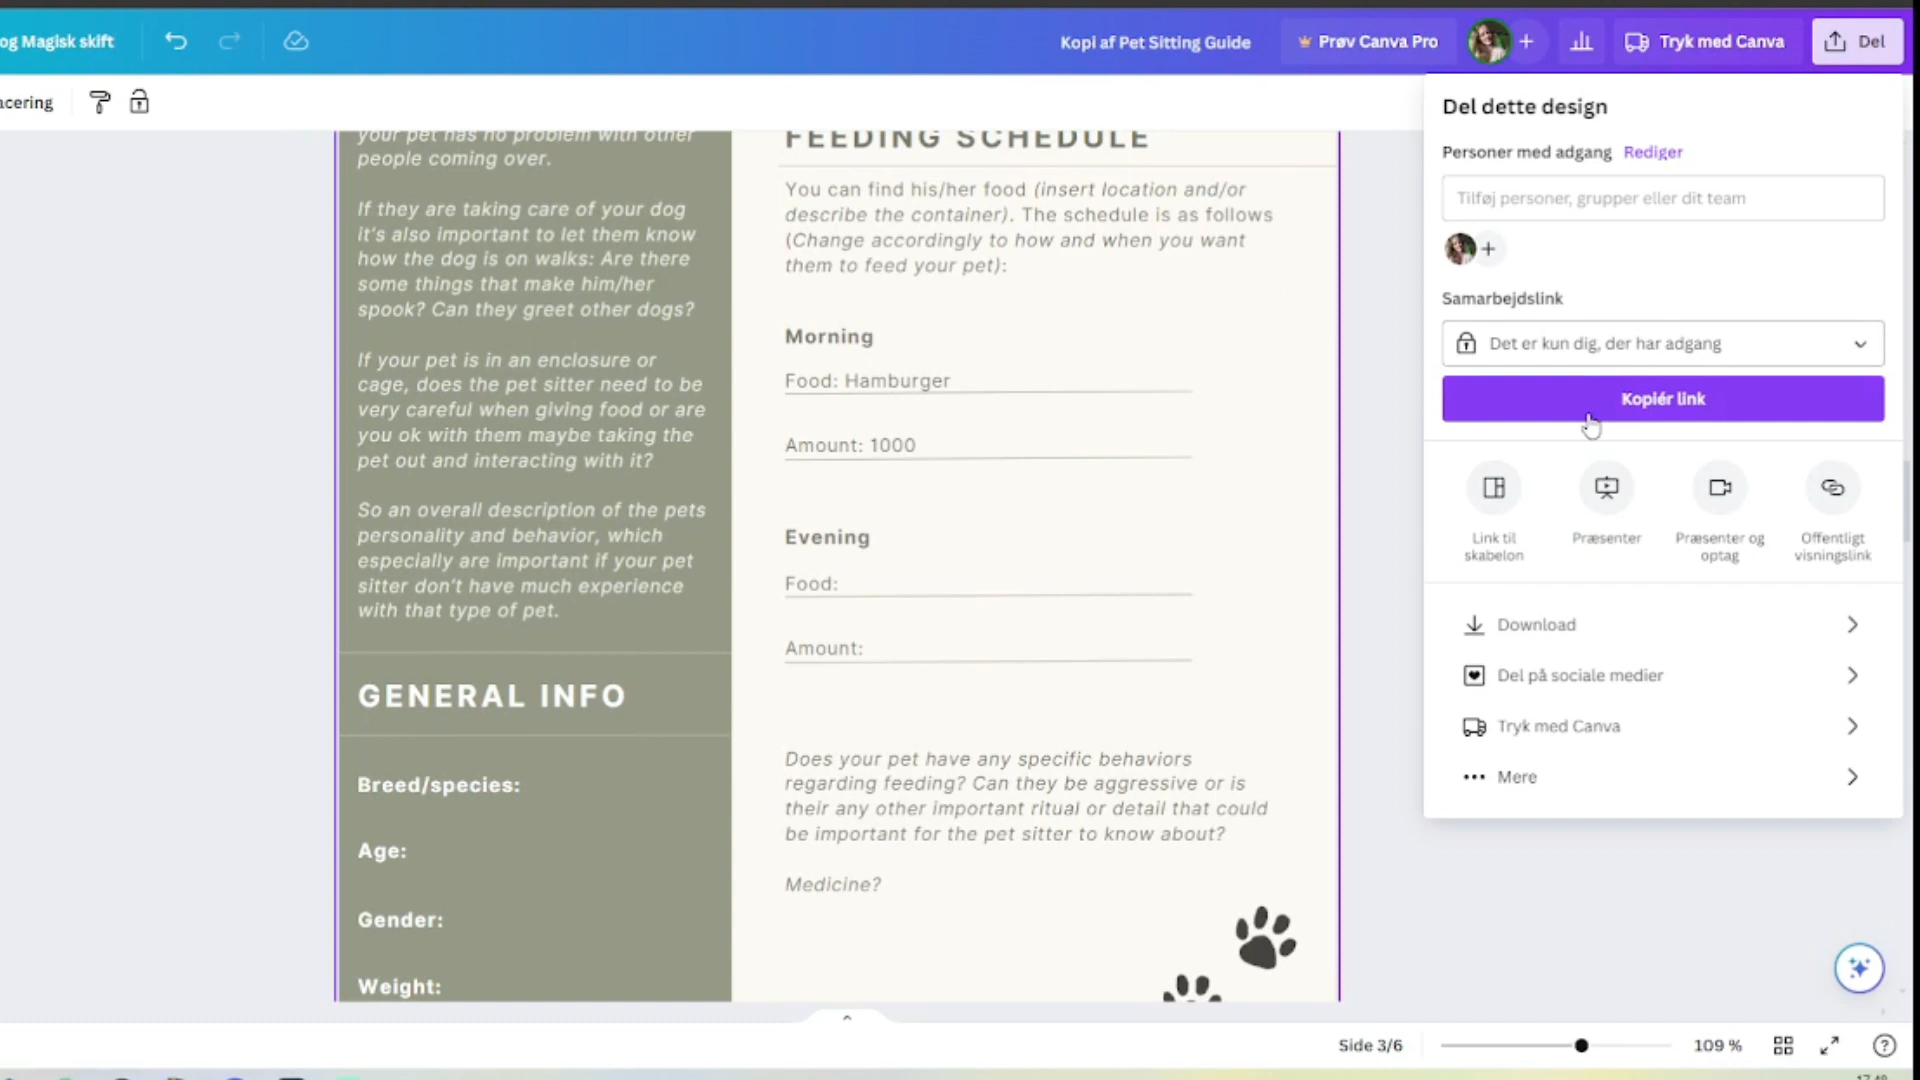 og Magisk skift
Kopi af Pet Sitting Guide
Prøv Canva Pro
Tryk med Canva
Del
acering
your pet has no problem with other
people coming over.
If they are taking care of your dog
it's also important to let them know
how the dog is on walks: Are there
some things that make him/her
spook? Can they greet other dogs?
If your pet is in an enclosure or
cage, does the pet sitter need to be
very careful when giving food or are
you ok with them maybe taking the
pet out and interacting with it?
So an overall description of the pets
personality and behavior, which
especially are important if your pet
sitter don't have much experience
with that type of pet.
GENERAL INFO
Breed/species:
Age:
Gender:
Weight:
FEEDING SCHEDULE
You can find his/her food (insert location and/or
describe the container). The schedule is as follows
(Change accordingly to how and when you want
them to feed your pet):
Morning
Food: Hamburger
Amount: 1000
Evening
Food:
Amount:
Does your pet have any specific behaviors
regarding feeding? Can they be aggressive or is
their any other important ritual or detail that could
be important for the pet sitter to know about?
Medicine?
Del dette design
Personer med adgang Rediger
Tilføj personer, grupper eller dit team
Samarbejdslink
Det er kun dig, der har adgang
Kopiér link
Link til
skabelon
Præsenter
Præsenter og
optag
Offentligt
visningslink
Download
Del på sociale medier
Tryk med Canva
Mere
Side 3/6
109 %